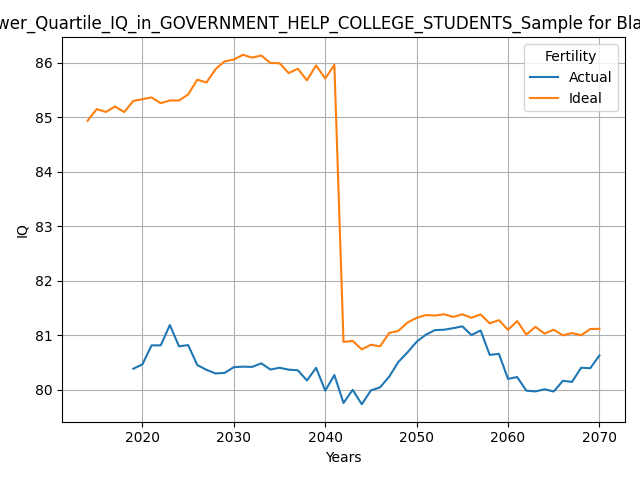 wer_Quartile_IQ_in_GOVERNMENT_HELP_COLLEGE_STUDENTS_Sample for Bla
Fertility
Actual
Ideal
86
85
84
83
82
81
80
IQ
2020 2030 2040 2050 2060 2070
Years